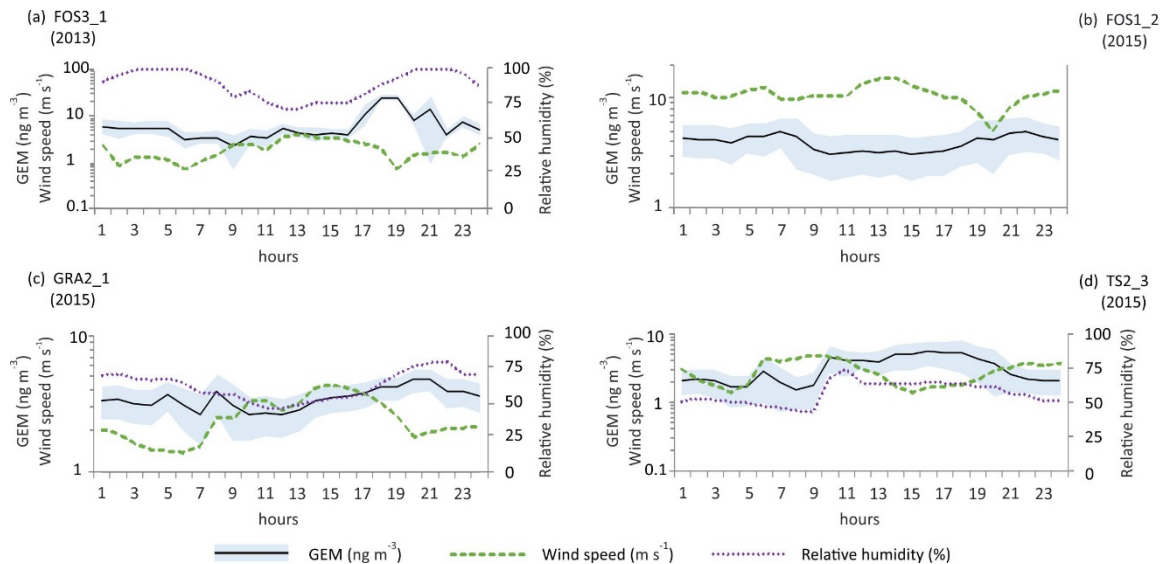 (a) FOS3_1
(2013)
GEM (ng m⁻³)
Wind speed (m s⁻¹)
100
10
1
0.1
100
75
50
25
0
Relative humidity (%)
1 3 5 7 9 11 13 15 17 19 21 23
hours
(b) FOS1_2
(2015)
GEM (ng m⁻³)
Wind speed (m s⁻¹)
10
1
1 3 5 7 9 11 13 15 17 19 21 23
hours
(c) GRA2_1
(2015)
GEM (ng m⁻³)
Wind speed (m s⁻¹)
10
1
100
75
50
25
0
Relative humidity (%)
1 3 5 7 9 11 13 15 17 19 21 23
hours
(d) TS2_3
(2015)
GEM (ng m⁻³)
Wind speed (m s⁻¹)
10
1
0.1
100
75
50
25
0
Relative humidity (%)
1 3 5 7 9 11 13 15 17 19 21 23
hours
GEM (ng m⁻³) Wind speed (m s⁻¹) Relative humidity (%)